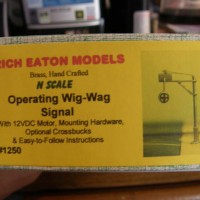 RICH EATON MODELS
Brass, Hand Crafted
N SCALE
Operating Wig-Wag
Signal
With 12VDC Motor, Mounting Hardware,
Optional Crossbucks
& Easy-to-Follow Instructions
#1250